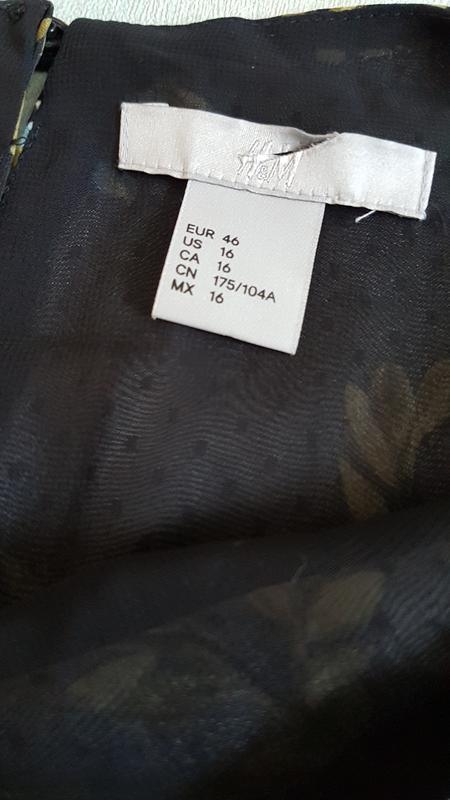 H&M
EUR 46
US 16
CA 16
CN 175/104A
MX 16